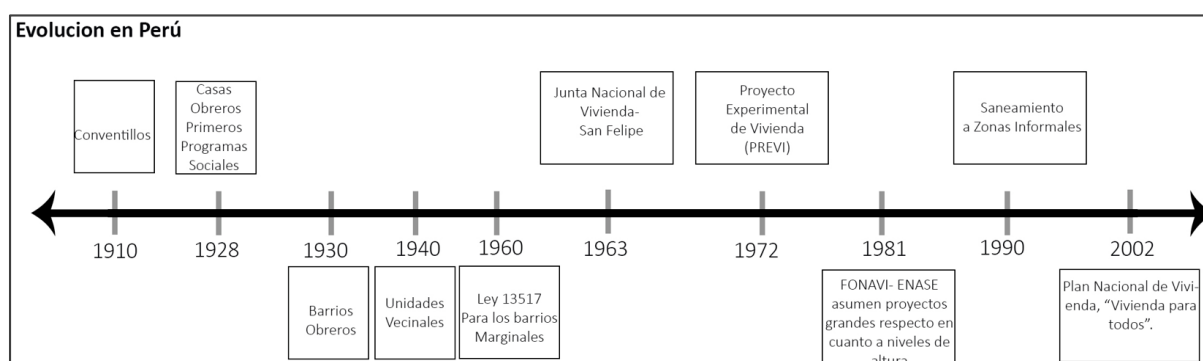 Evolucion en Perú
Conventillos
Casas
Obreros
Primeros
Programas
Sociales
Junta Nacional de
Vivienda-
San Felipe
Proyecto
Experimental
de Vivienda
(PREVI)
Saneamiento
a Zonas Informales
1910
1928
1930
1940
1960
1963
1972
1981
1990
2002
Barrios
Obreros
Unidades
Vecinales
Ley 13517
Para los barrios
Marginales
FONAVI- ENASE
asumen proyectos
grandes respecto en
cuanto a niveles de
altura
Plan Nacional de Vivi-
enda, “Vivienda para
todos”.